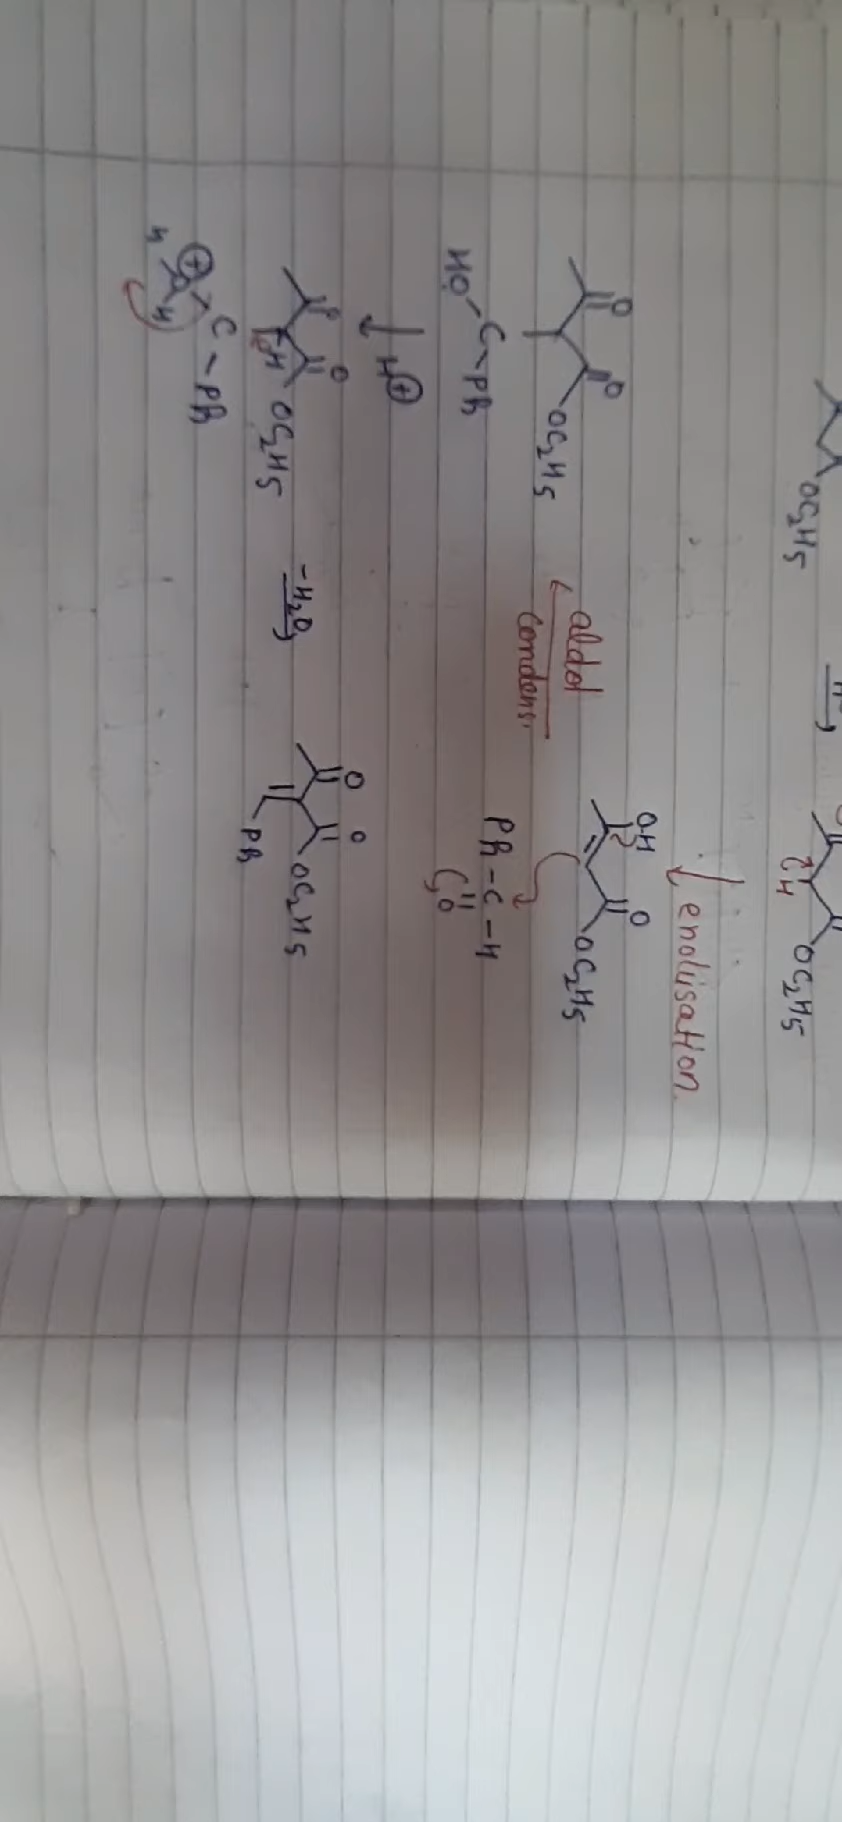 OC2H5
H
OC2H5
enolisation
O
O
OC2H5
HO C Ph
aldol
condens.
OH
O
OC2H5
Ph-C-H
O
H⊕
O
O
H
OC2H5
⊕
H
H
C-Ph
-H2O
O
O
OC2H5
Ph